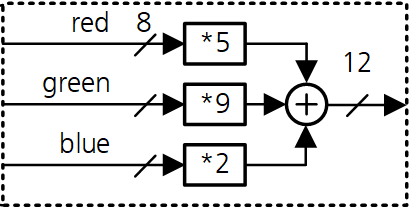 red 8 *5
12
green *9 +
blue *2